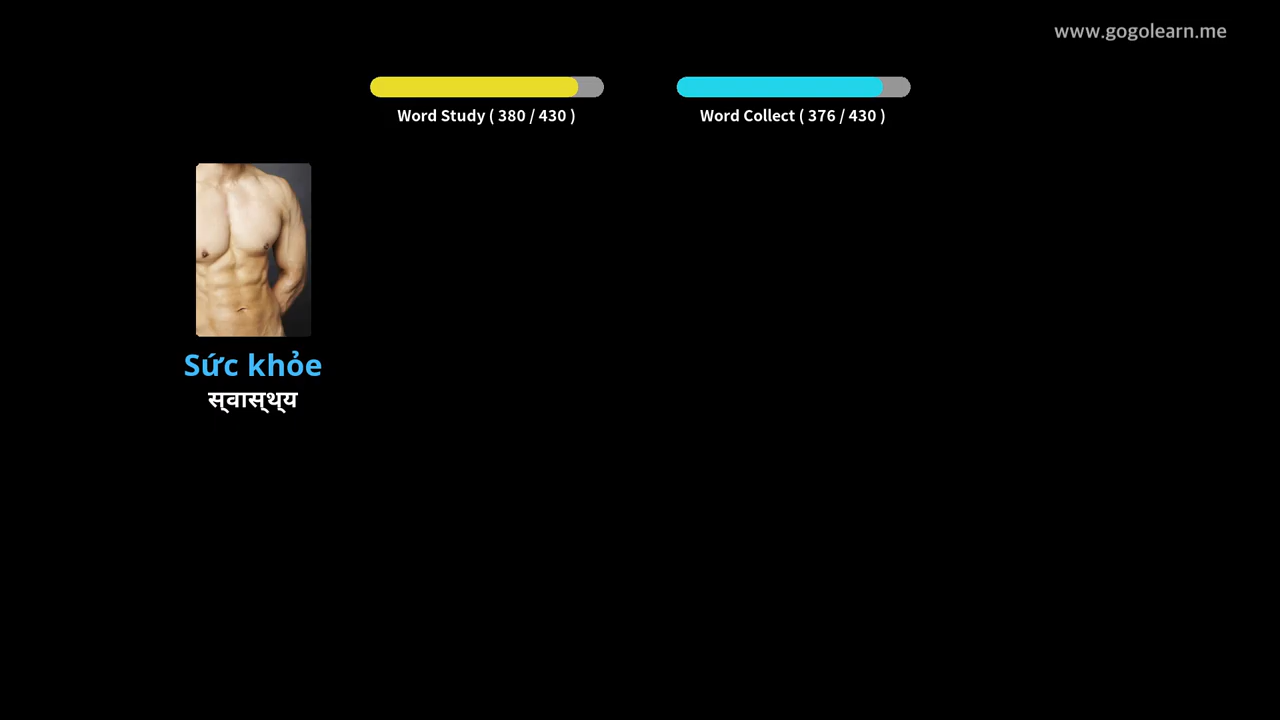 www.gogolearn.me
Word Study ( 380 / 430 )
Word Collect ( 376 / 430 )
Sức khỏe
स्वास्थ्य